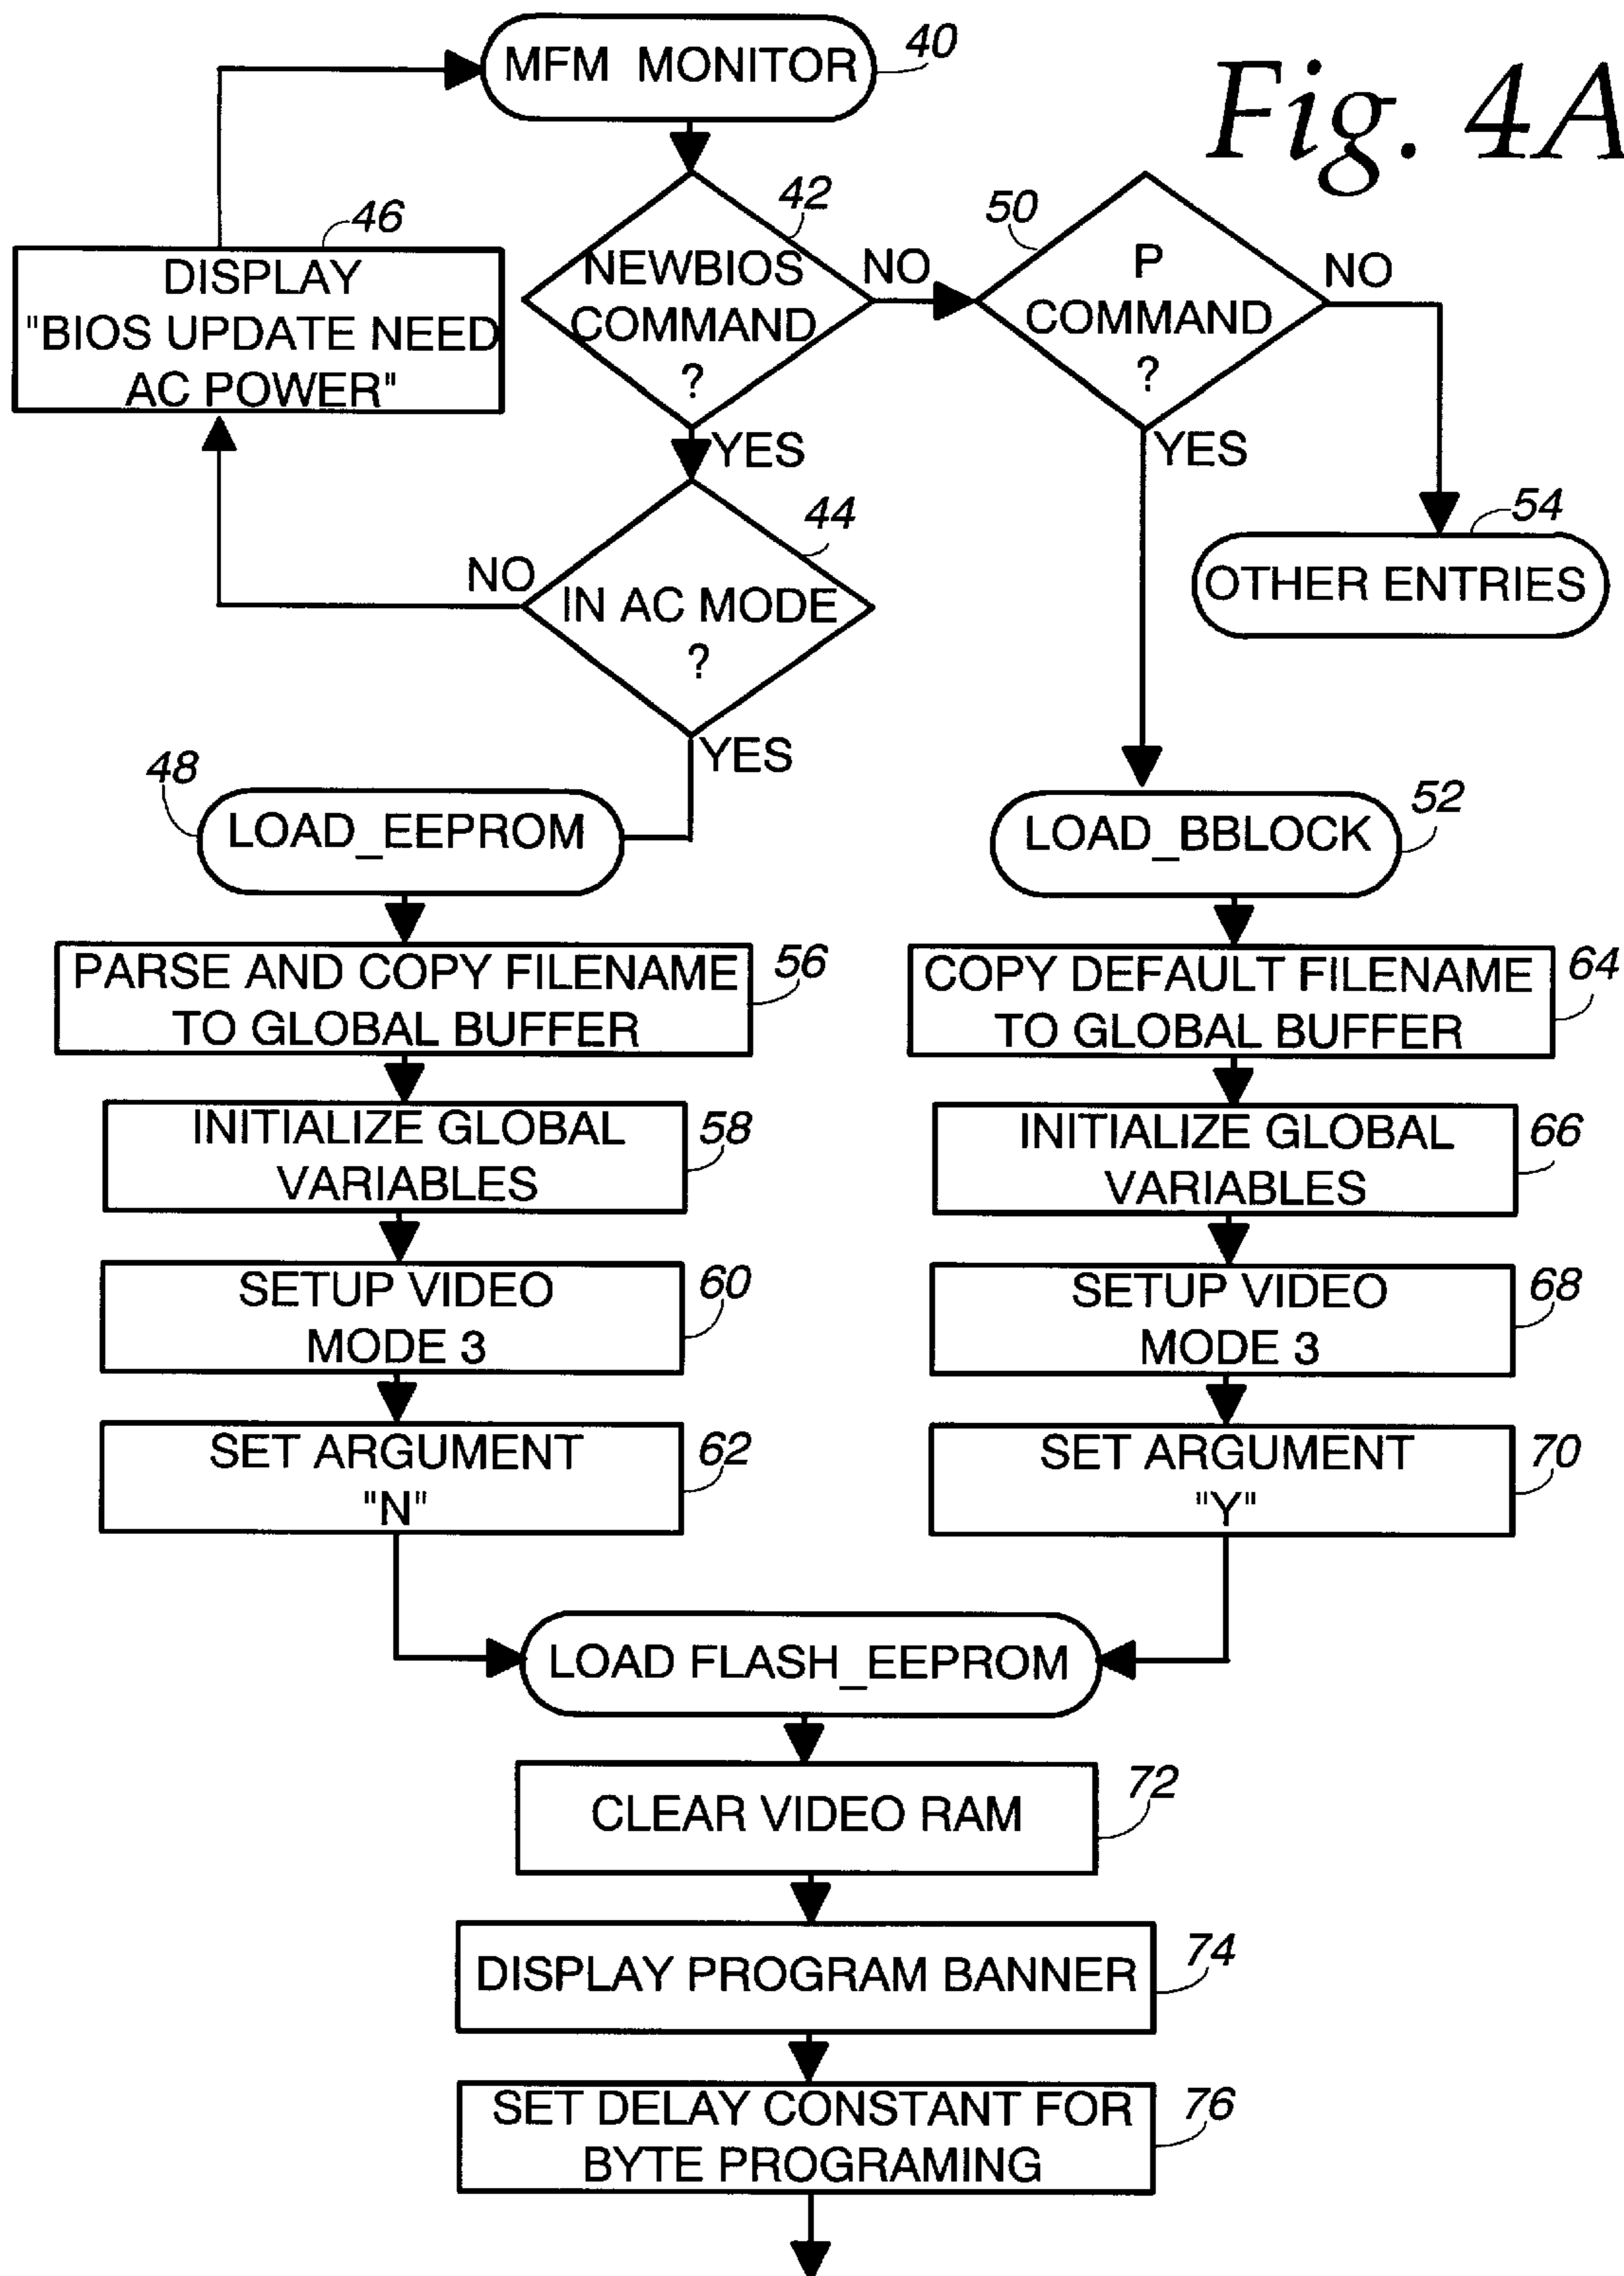 Fig. 4A
MFM MONITOR
40
NEWBIOS
COMMAND
?
42
NO
YES
50
P
COMMAND
?
NO
YES
46
DISPLAY
"BIOS UPDATE NEED
AC POWER"
44
IN AC MODE
?
NO
YES
54
OTHER ENTRIES
48
LOAD_EEPROM
LOAD_BBLOCK
52
PARSE AND COPY FILENAME
TO GLOBAL BUFFER
56
COPY DEFAULT FILENAME
TO GLOBAL BUFFER
64
INITIALIZE GLOBAL
VARIABLES
58
INITIALIZE GLOBAL
VARIABLES
66
SETUP VIDEO
MODE 3
60
SETUP VIDEO
MODE 3
68
SET ARGUMENT
"N"
62
SET ARGUMENT
"Y"
70
LOAD FLASH_EEPROM
CLEAR VIDEO RAM
72
DISPLAY PROGRAM BANNER
74
SET DELAY CONSTANT FOR
BYTE PROGRAMING
76